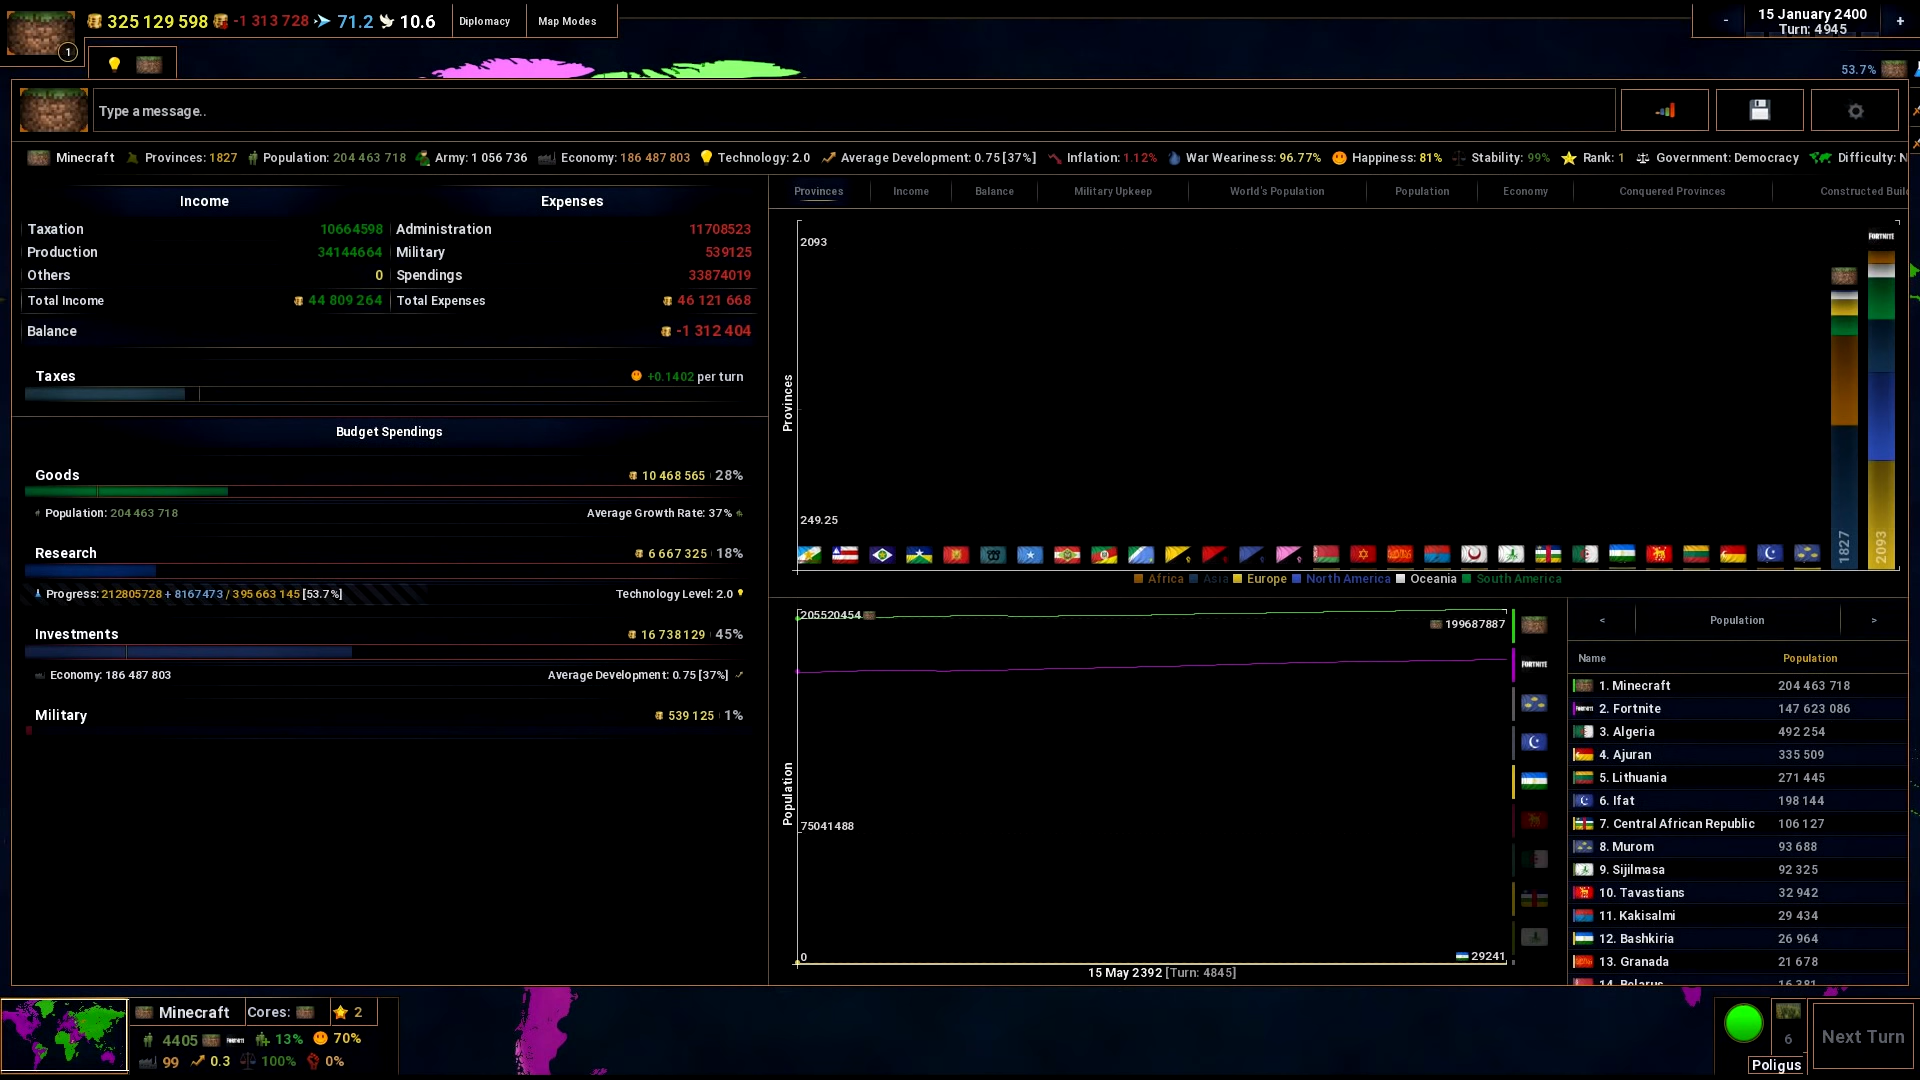 325 129 598 -1 313 728 71.2 10.6 Diplomacy Map Modes
- 15 January 2400 +
Turn: 4945
1
53.7%
Type a message..
Minecraft Provinces: 1827 Population: 204 463 718 Army: 1 056 736 Economy: 186 487 803 Technology: 2.0 Average Development: 0.75 [37%] Inflation: 1.12% War Weariness: 96.77% Happiness: 81% Stability: 99% Rank: 1 Government: Democracy Difficulty: N
Income Expenses
Taxation 10664598 Administration 11708523
Production 34144664 Military 539125
Others 0 Spendings 33874019
Total Income 44 809 264 Total Expenses 46 121 668
Balance -1 312 404
Taxes +0.1402 per turn
Budget Spendings
Goods 10 468 565 28%
Population: 204 463 718 Average Growth Rate: 37%
Research 6 667 325 18%
Progress: 212805728 + 8167473 / 395 663 145 [53.7%] Technology Level: 2.0
Investments 16 738 129 45%
Economy: 186 487 803 Average Development: 0.75 [37%]
Military 539 125 1%
Provinces Income Balance Military Upkeep World's Population Population Economy Conquered Provinces Constructed Buil
2093
FORTNITE
Provinces
249.25
1827
2093
Africa Asia Europe North America Oceania South America
205520454
199687887
FORTNITE
Population
75041488
0
29241
15 May 2392 [Turn: 4845]
< Population >
Name Population
1. Minecraft 204 463 718
2. Fortnite 147 623 086
3. Algeria 492 254
4. Ajuran 335 509
5. Lithuania 271 445
6. Ifat 198 144
7. Central African Republic 106 127
8. Murom 93 688
9. Sijilmasa 92 325
10. Tavastians 32 942
11. Kakisalmi 29 434
12. Bashkiria 26 964
13. Granada 21 678
14. Belarus 16 381
Minecraft Cores: 2
4405 13% 70%
99 0.3 100% 0%
6
Next Turn
Poligus